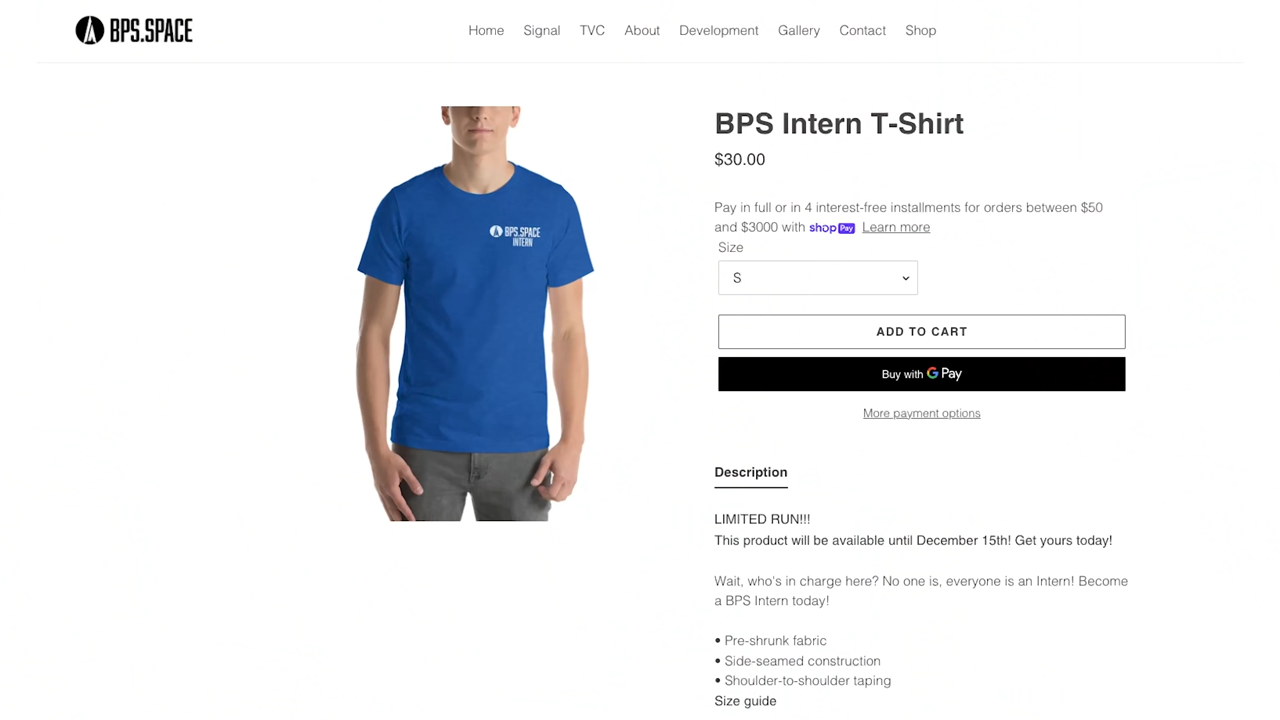 BPS.SPACE
Home Signal TVC About Development Gallery Contact Shop
BPS Intern T-Shirt
$30.00
BPS.SPACE
INTERN
Pay in full or in 4 interest-free installments for orders between $50
and $3000 with shop Pay Learn more
Size
S
ADD TO CART
Buy with G Pay
More payment options
Description
LIMITED RUN!!!
This product will be available until December 15th! Get yours today!
Wait, who's in charge here? No one is, everyone is an Intern! Become
a BPS Intern today!
• Pre-shrunk fabric
• Side-seamed construction
• Shoulder-to-shoulder taping
Size guide